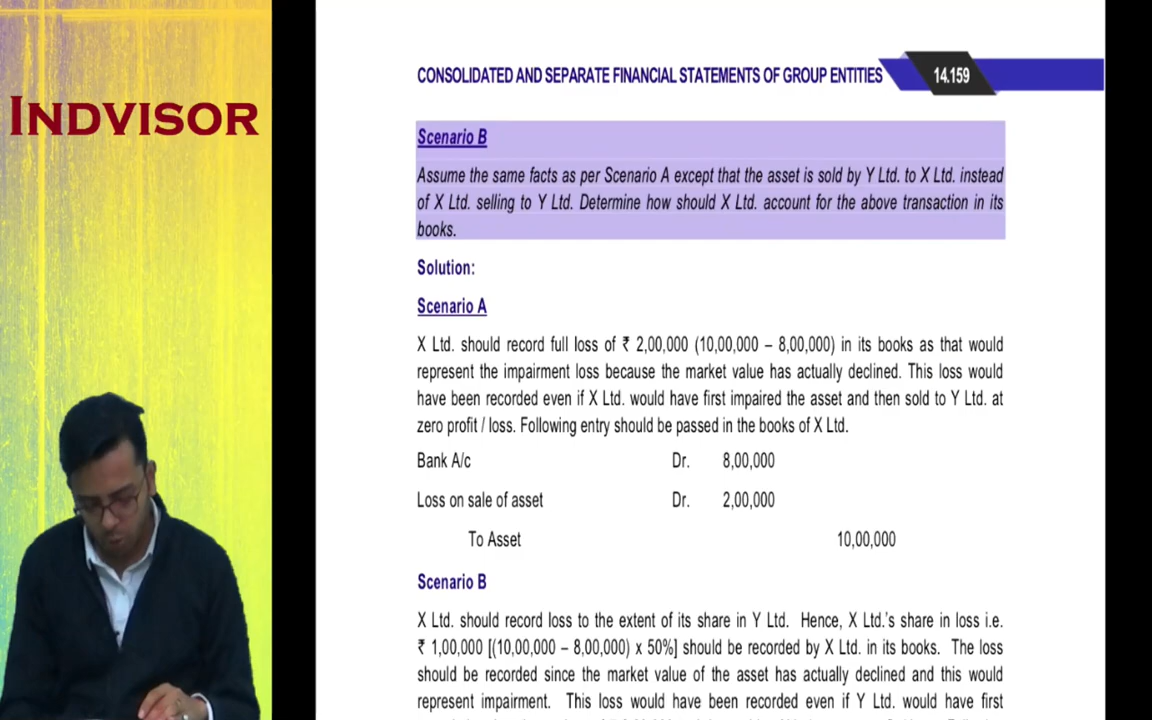 INDVISOR
CONSOLIDATED AND SEPARATE FINANCIAL STATEMENTS OF GROUP ENTITIES 14.159
Scenario B
Assume the same facts as per Scenario A except that the asset is sold by Y Ltd. to X Ltd. instead
of X Ltd. selling to Y Ltd. Determine how should X Ltd. account for the above transaction in its
books.
Solution:
Scenario A
X Ltd. should record full loss of ₹ 2,00,000 (10,00,000 – 8,00,000) in its books as that would
represent the impairment loss because the market value has actually declined. This loss would
have been recorded even if X Ltd. would have first impaired the asset and then sold to Y Ltd. at
zero profit / loss. Following entry should be passed in the books of X Ltd.
Bank A/c Dr. 8,00,000
Loss on sale of asset Dr. 2,00,000
To Asset 10,00,000
Scenario B
X Ltd. should record loss to the extent of its share in Y Ltd. Hence, X Ltd.'s share in loss i.e.
₹ 1,00,000 [(10,00,000 – 8,00,000) x 50%] should be recorded by X Ltd. in its books. The loss
should be recorded since the market value of the asset has actually declined and this would
represent impairment. This loss would have been recorded even if Y Ltd. would have first